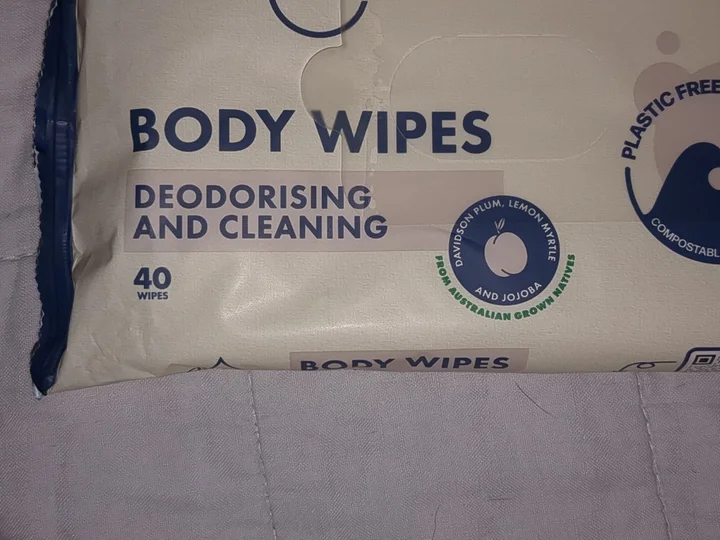 BODY WIPES
DEODORISING
AND CLEANING
40
WIPES
DAVIDSON PLUM, LEMON MYRTLE
AND JOJOBA
FROM AUSTRALIAN GROWN NATIVES
PLASTIC FREE
COMPOSTABL
BODY WIPES